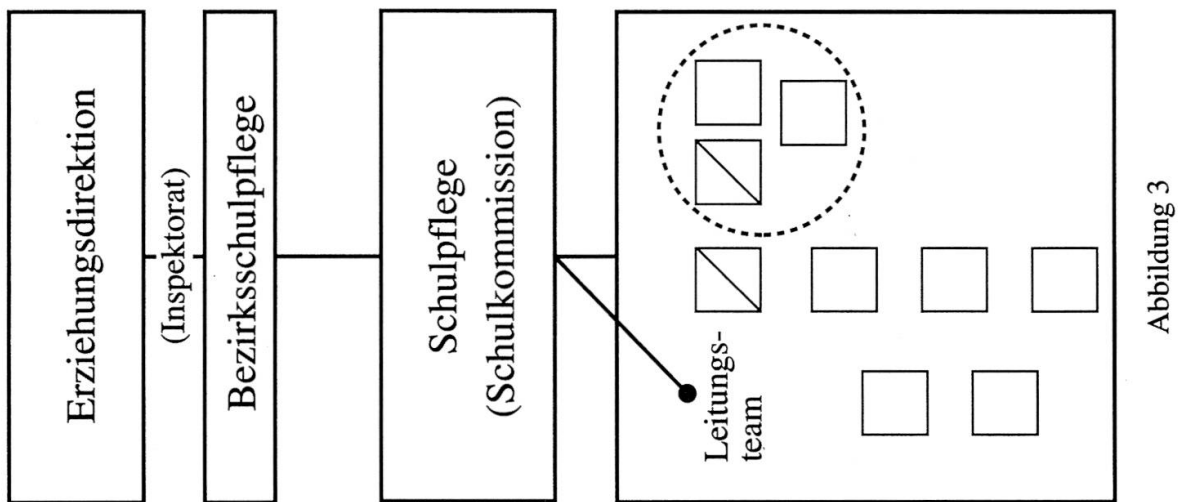 Erziehungsdirektion
(Inspektorat)
Bezirksschulpflege
Schulpflege
(Schulkommission)
Leitungs-
team
Abbildung 3